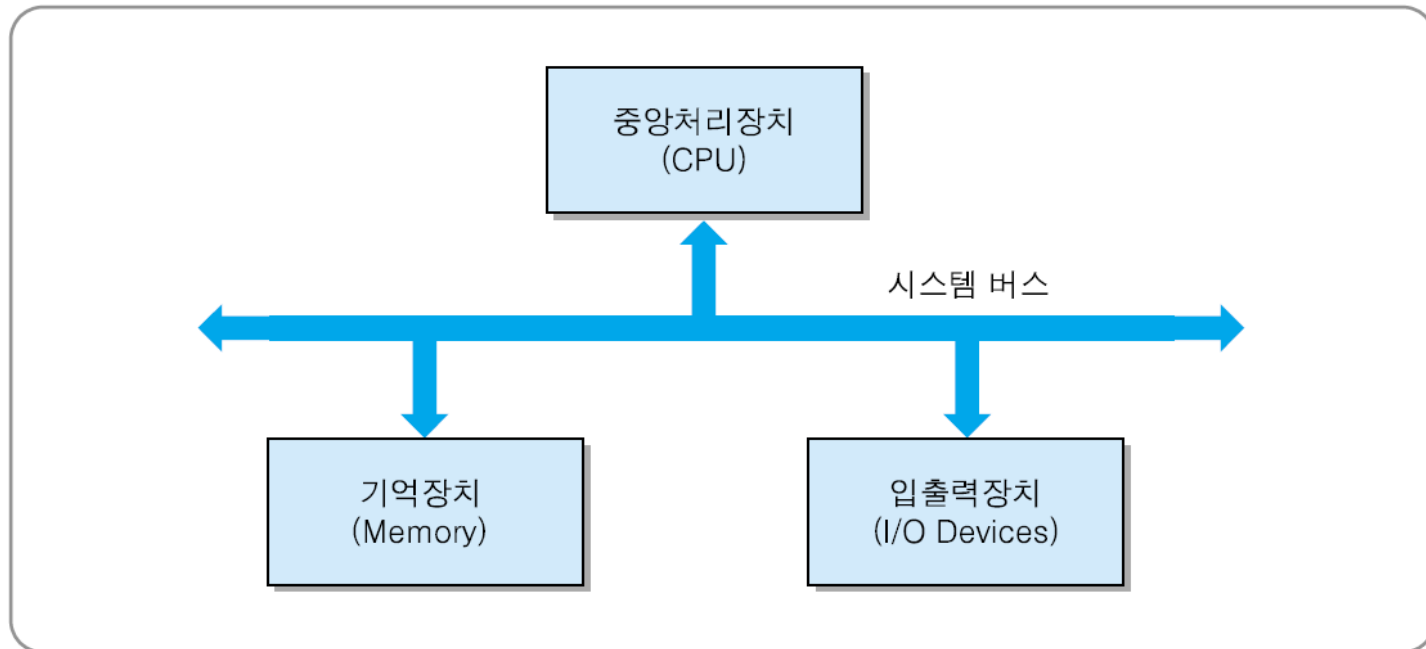 중앙처리장치
(CPU)
시스템 버스
기억장치
(Memory)
입출력장치
(I/O Devices)